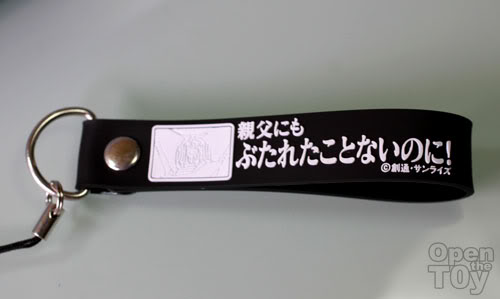 親父にも
ぶたれたことないのに!
©創通・サンライズ
Open
the
TOy